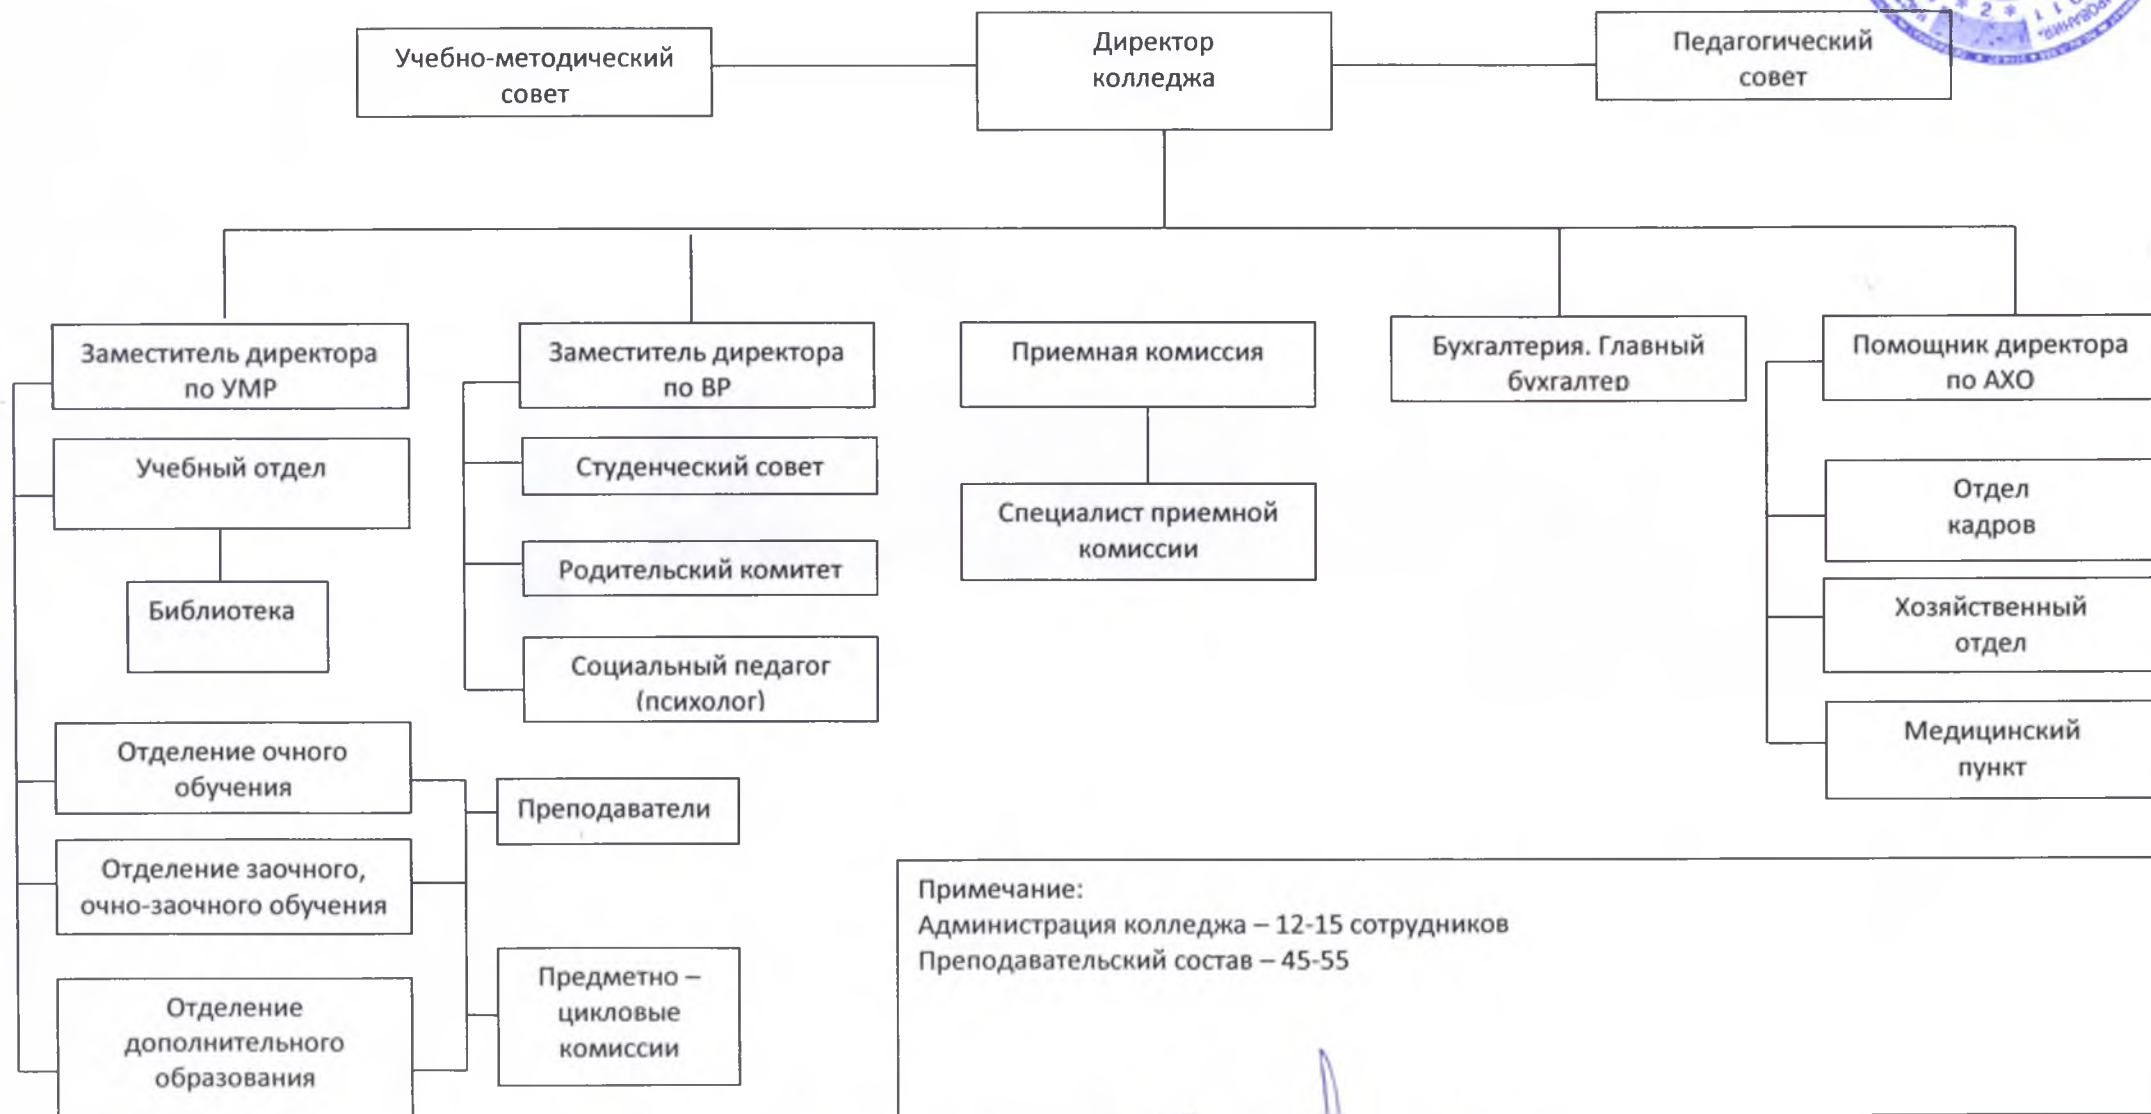 Учебно-методический
совет
Директор
колледжа
Педагогический
совет
Заместитель директора
по УМР
Заместитель директора
по ВР
Приемная комиссия
Бухгалтерия. Главный
бухгалтер
Помощник директора
по АХО
Учебный отдел
Библиотека
Студенческий совет
Родительский комитет
Социальный педагог
(психолог)
Специалист приемной
комиссии
Отдел
кадров
Хозяйственный
отдел
Медицинский
пункт
Отделение очного
обучения
Отделение заочного,
очно-заочного обучения
Отделение
дополнительного
образования
Преподаватели
Предметно –
цикловые
комиссии
Примечание:
Администрация колледжа – 12-15 сотрудников
Преподавательский состав – 45-55